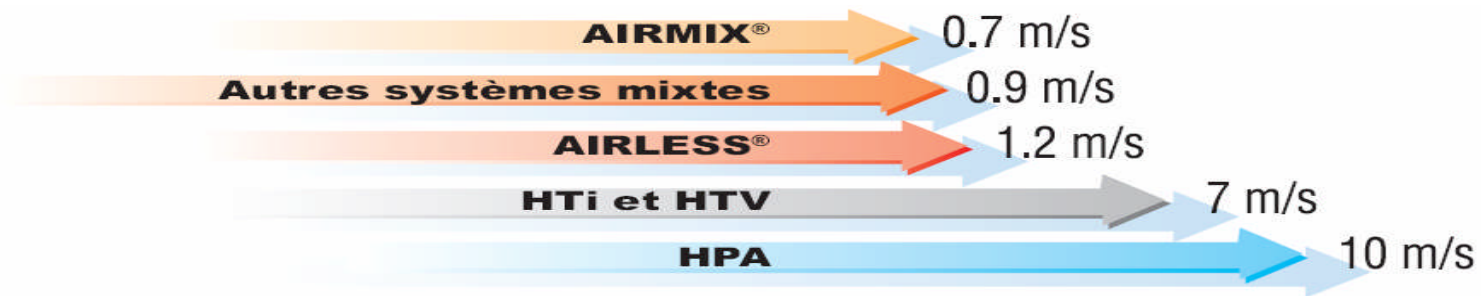 AIRMIX® 0.7 m/s
Autres systèmes mixtes 0.9 m/s
AIRLESS® 1.2 m/s
HTi et HTV 7 m/s
HPA 10 m/s